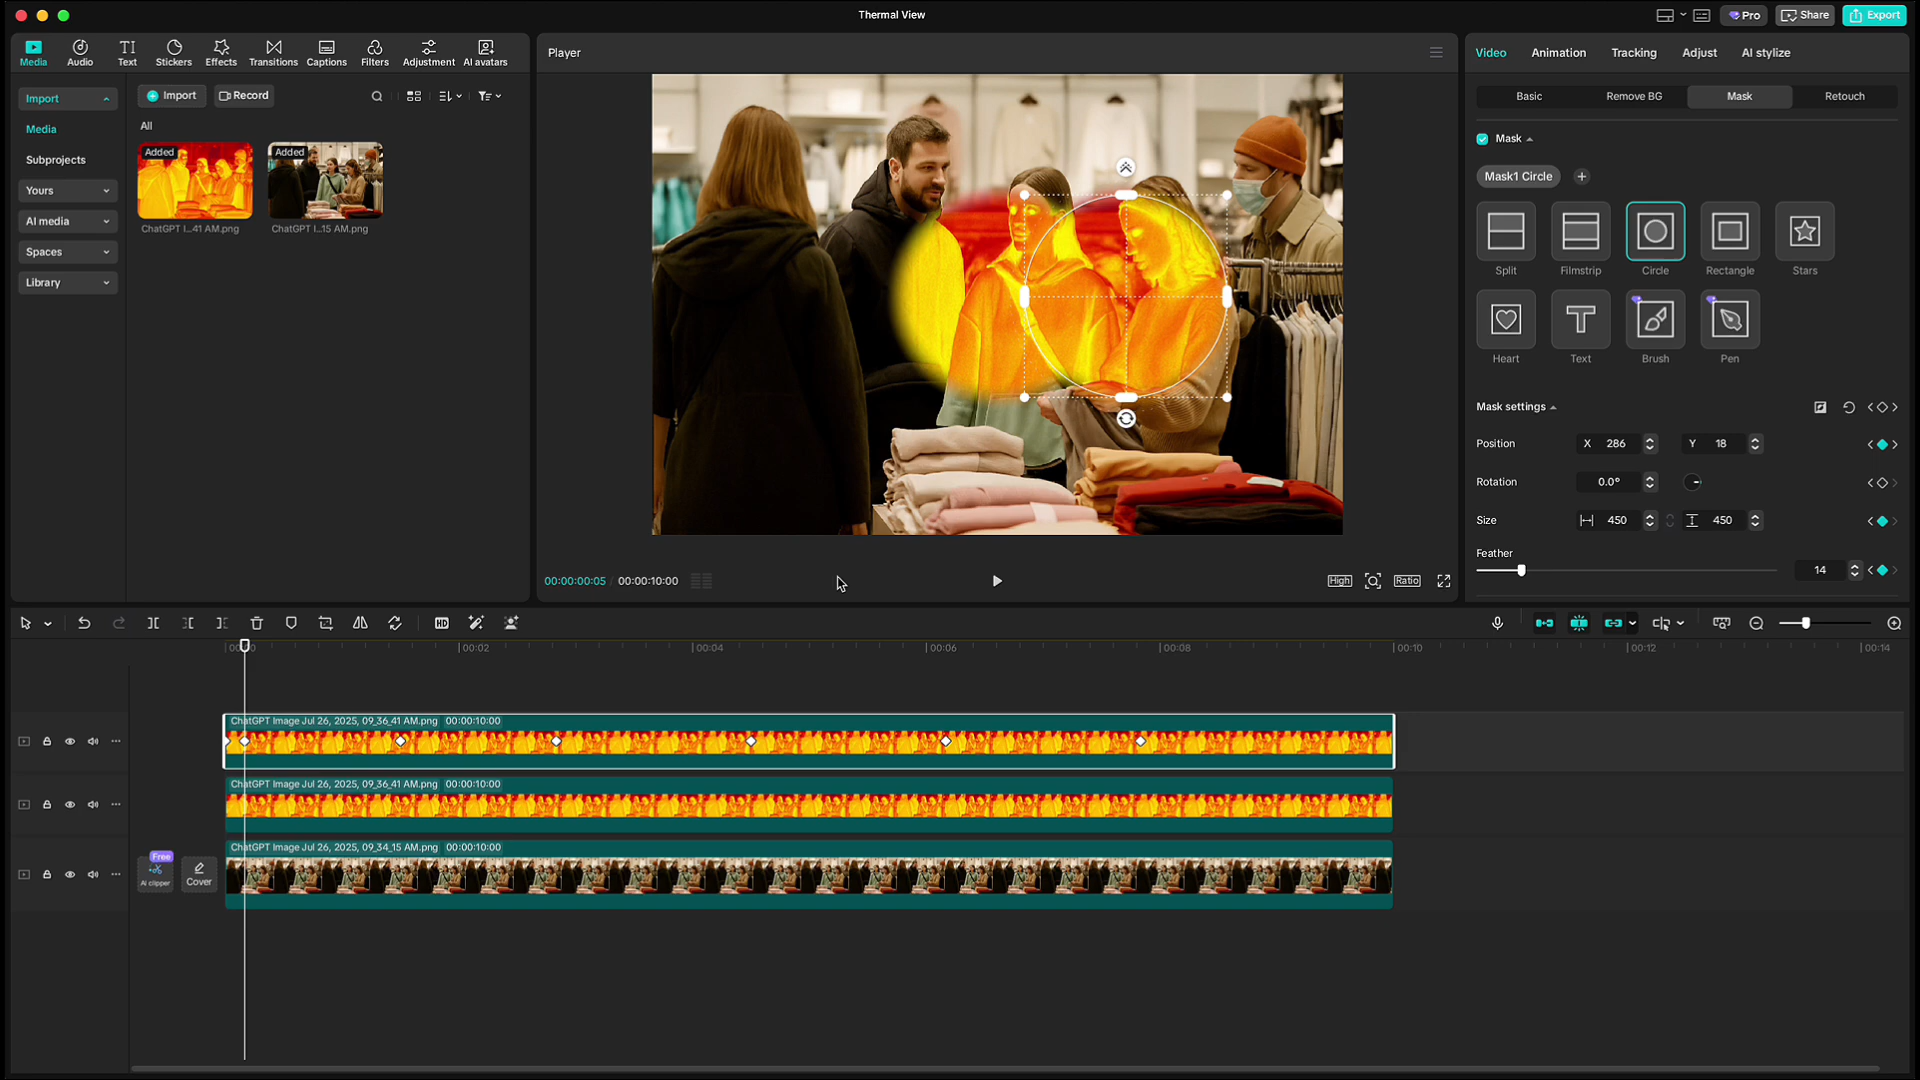 Thermal View
Pro
Share
Export
Media
Audio
Text
Stickers
Effects
Transitions
Captions
Filters
Adjustment
AI avatars
Player
Video
Animation
Tracking
Adjust
AI stylize
Import
Media
Subprojects
Yours
AI media
Spaces
Library
Import
Record
All
Added
Added
ChatGPT I...41 AM.png
ChatGPT I...15 AM.png
Basic
Remove BG
Mask
Retouch
Mask
Mask1 Circle
Split
Filmstrip
Circle
Rectangle
Stars
Heart
Text
Brush
Pen
Mask settings
Position X 286 Y 18
Rotation 0.0°
Size 450 450
Feather
14
00:00:00:05 / 00:00:10:00
High
Ratio
HD
00:02
00:04
00:06
00:08
00:10
00:12
00:14
ChatGPT Image Jul 26, 2025, 09_36_41 AM.png 00:00:10:00
ChatGPT Image Jul 26, 2025, 09_36_41 AM.png 00:00:10:00
ChatGPT Image Jul 26, 2025, 09_34_15 AM.png 00:00:10:00
Free
AI clipper
Cover